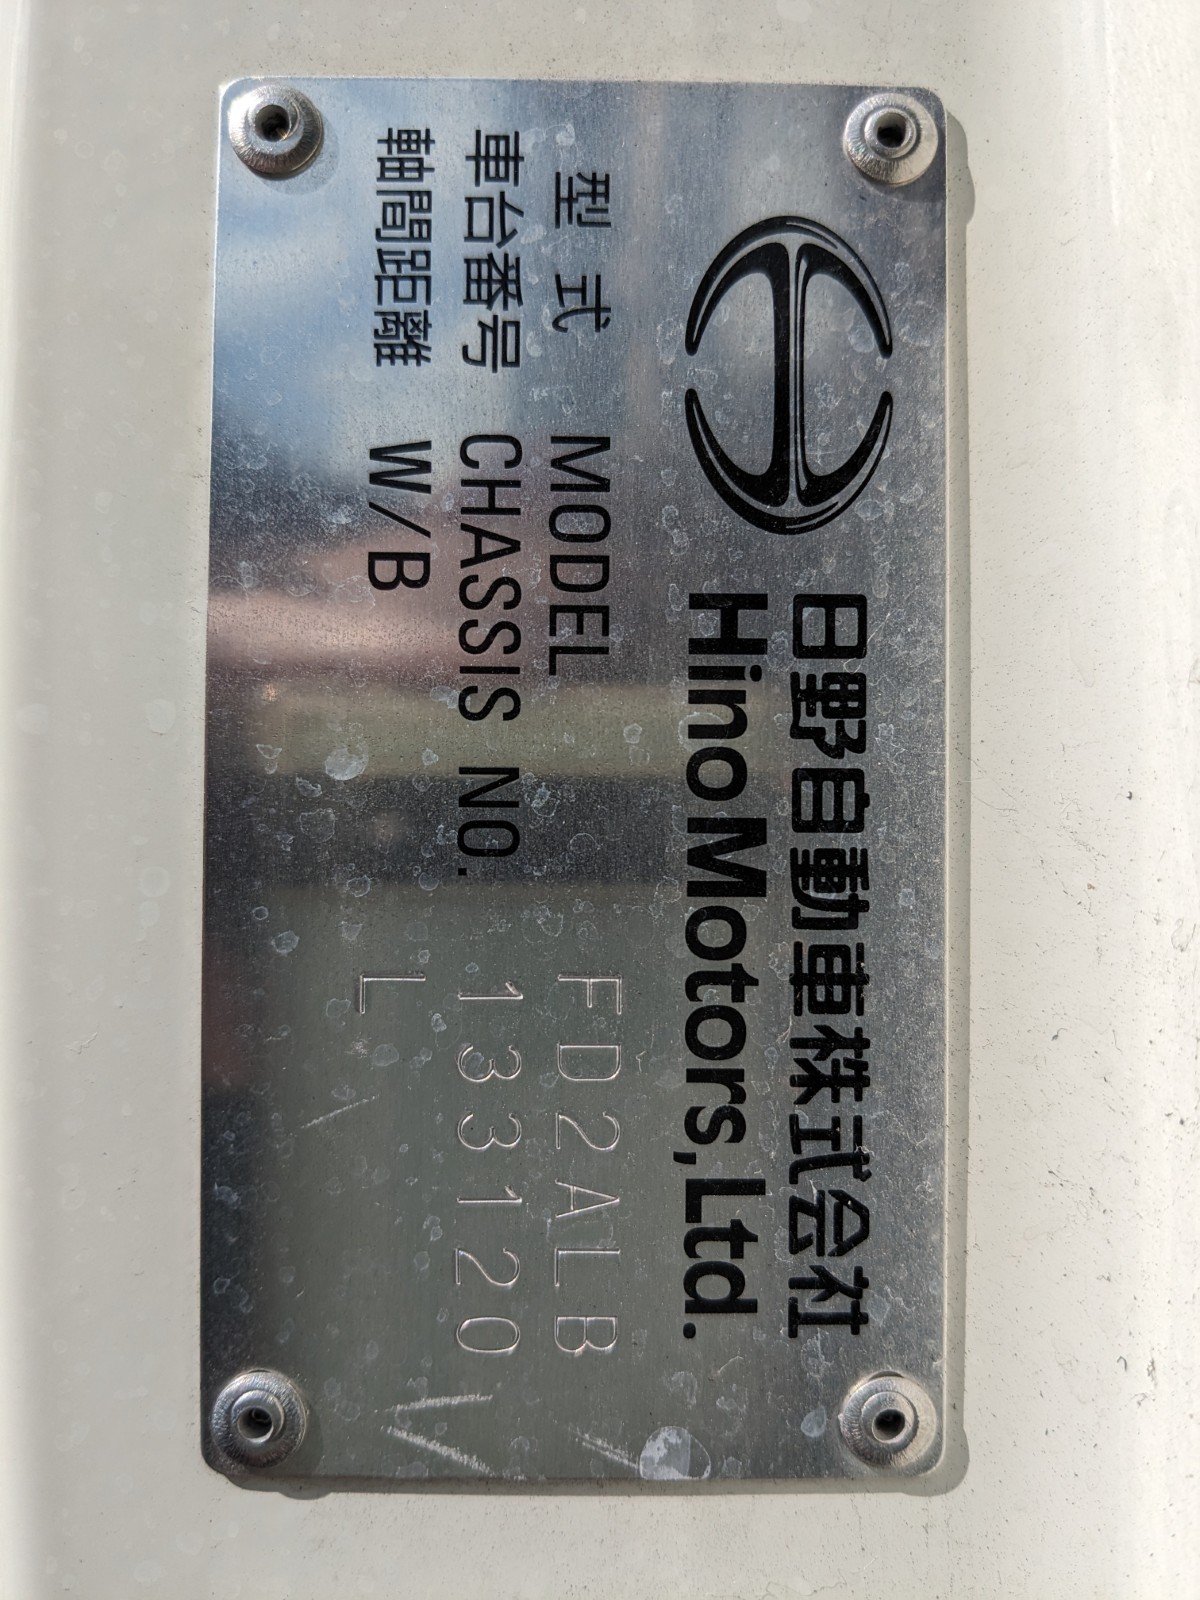 日野自動車株式会社
Hino Motors, Ltd.
型式 MODEL FD2ALB
車台番号 CHASSIS NO. 133120
軸間距離 W/B L